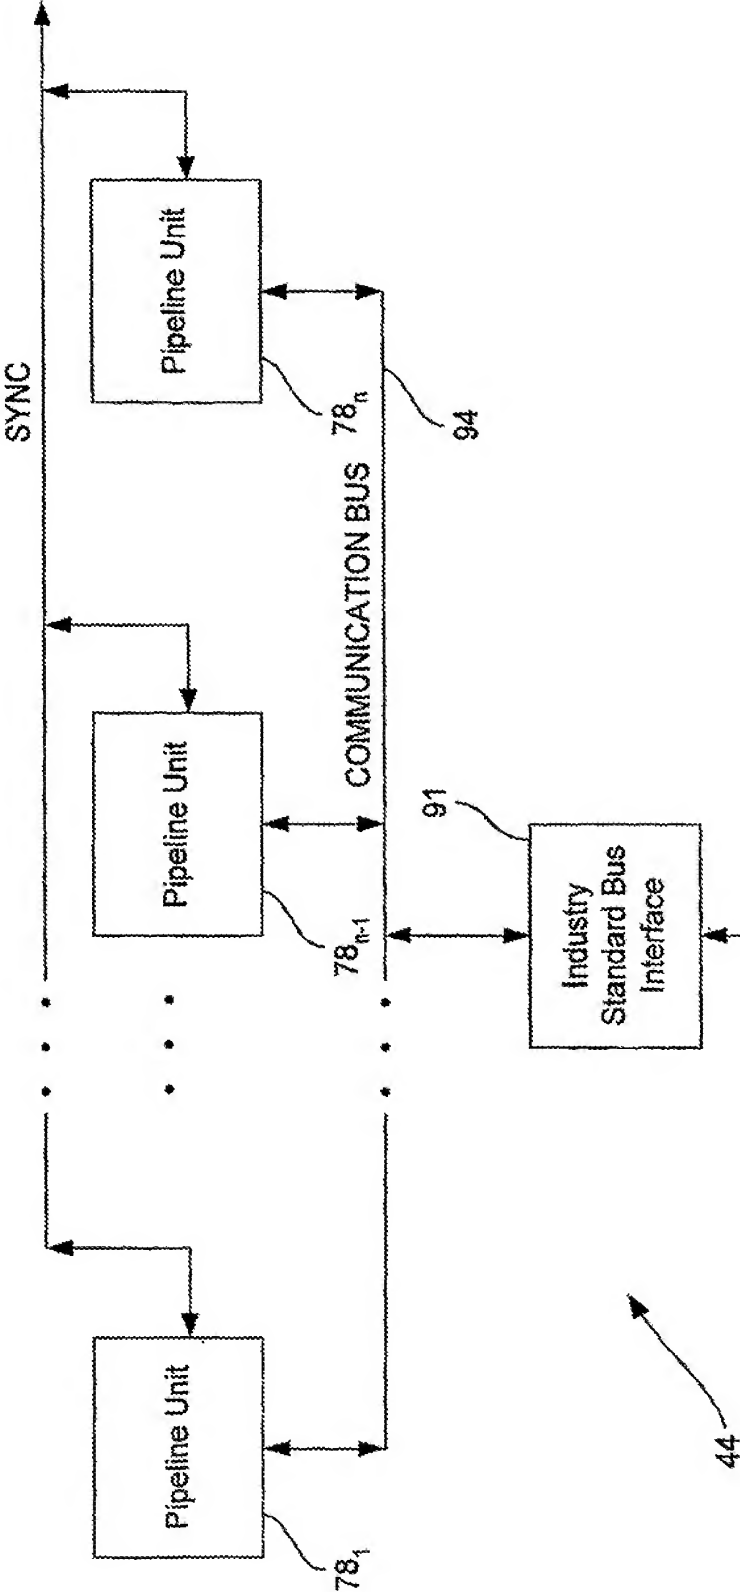 SYNC
Pipeline Unit
Pipeline Unit
Pipeline Unit
78₁
78ₙ₋₁
78ₙ
COMMUNICATION BUS
94
91
Industry
Standard Bus
Interface
44